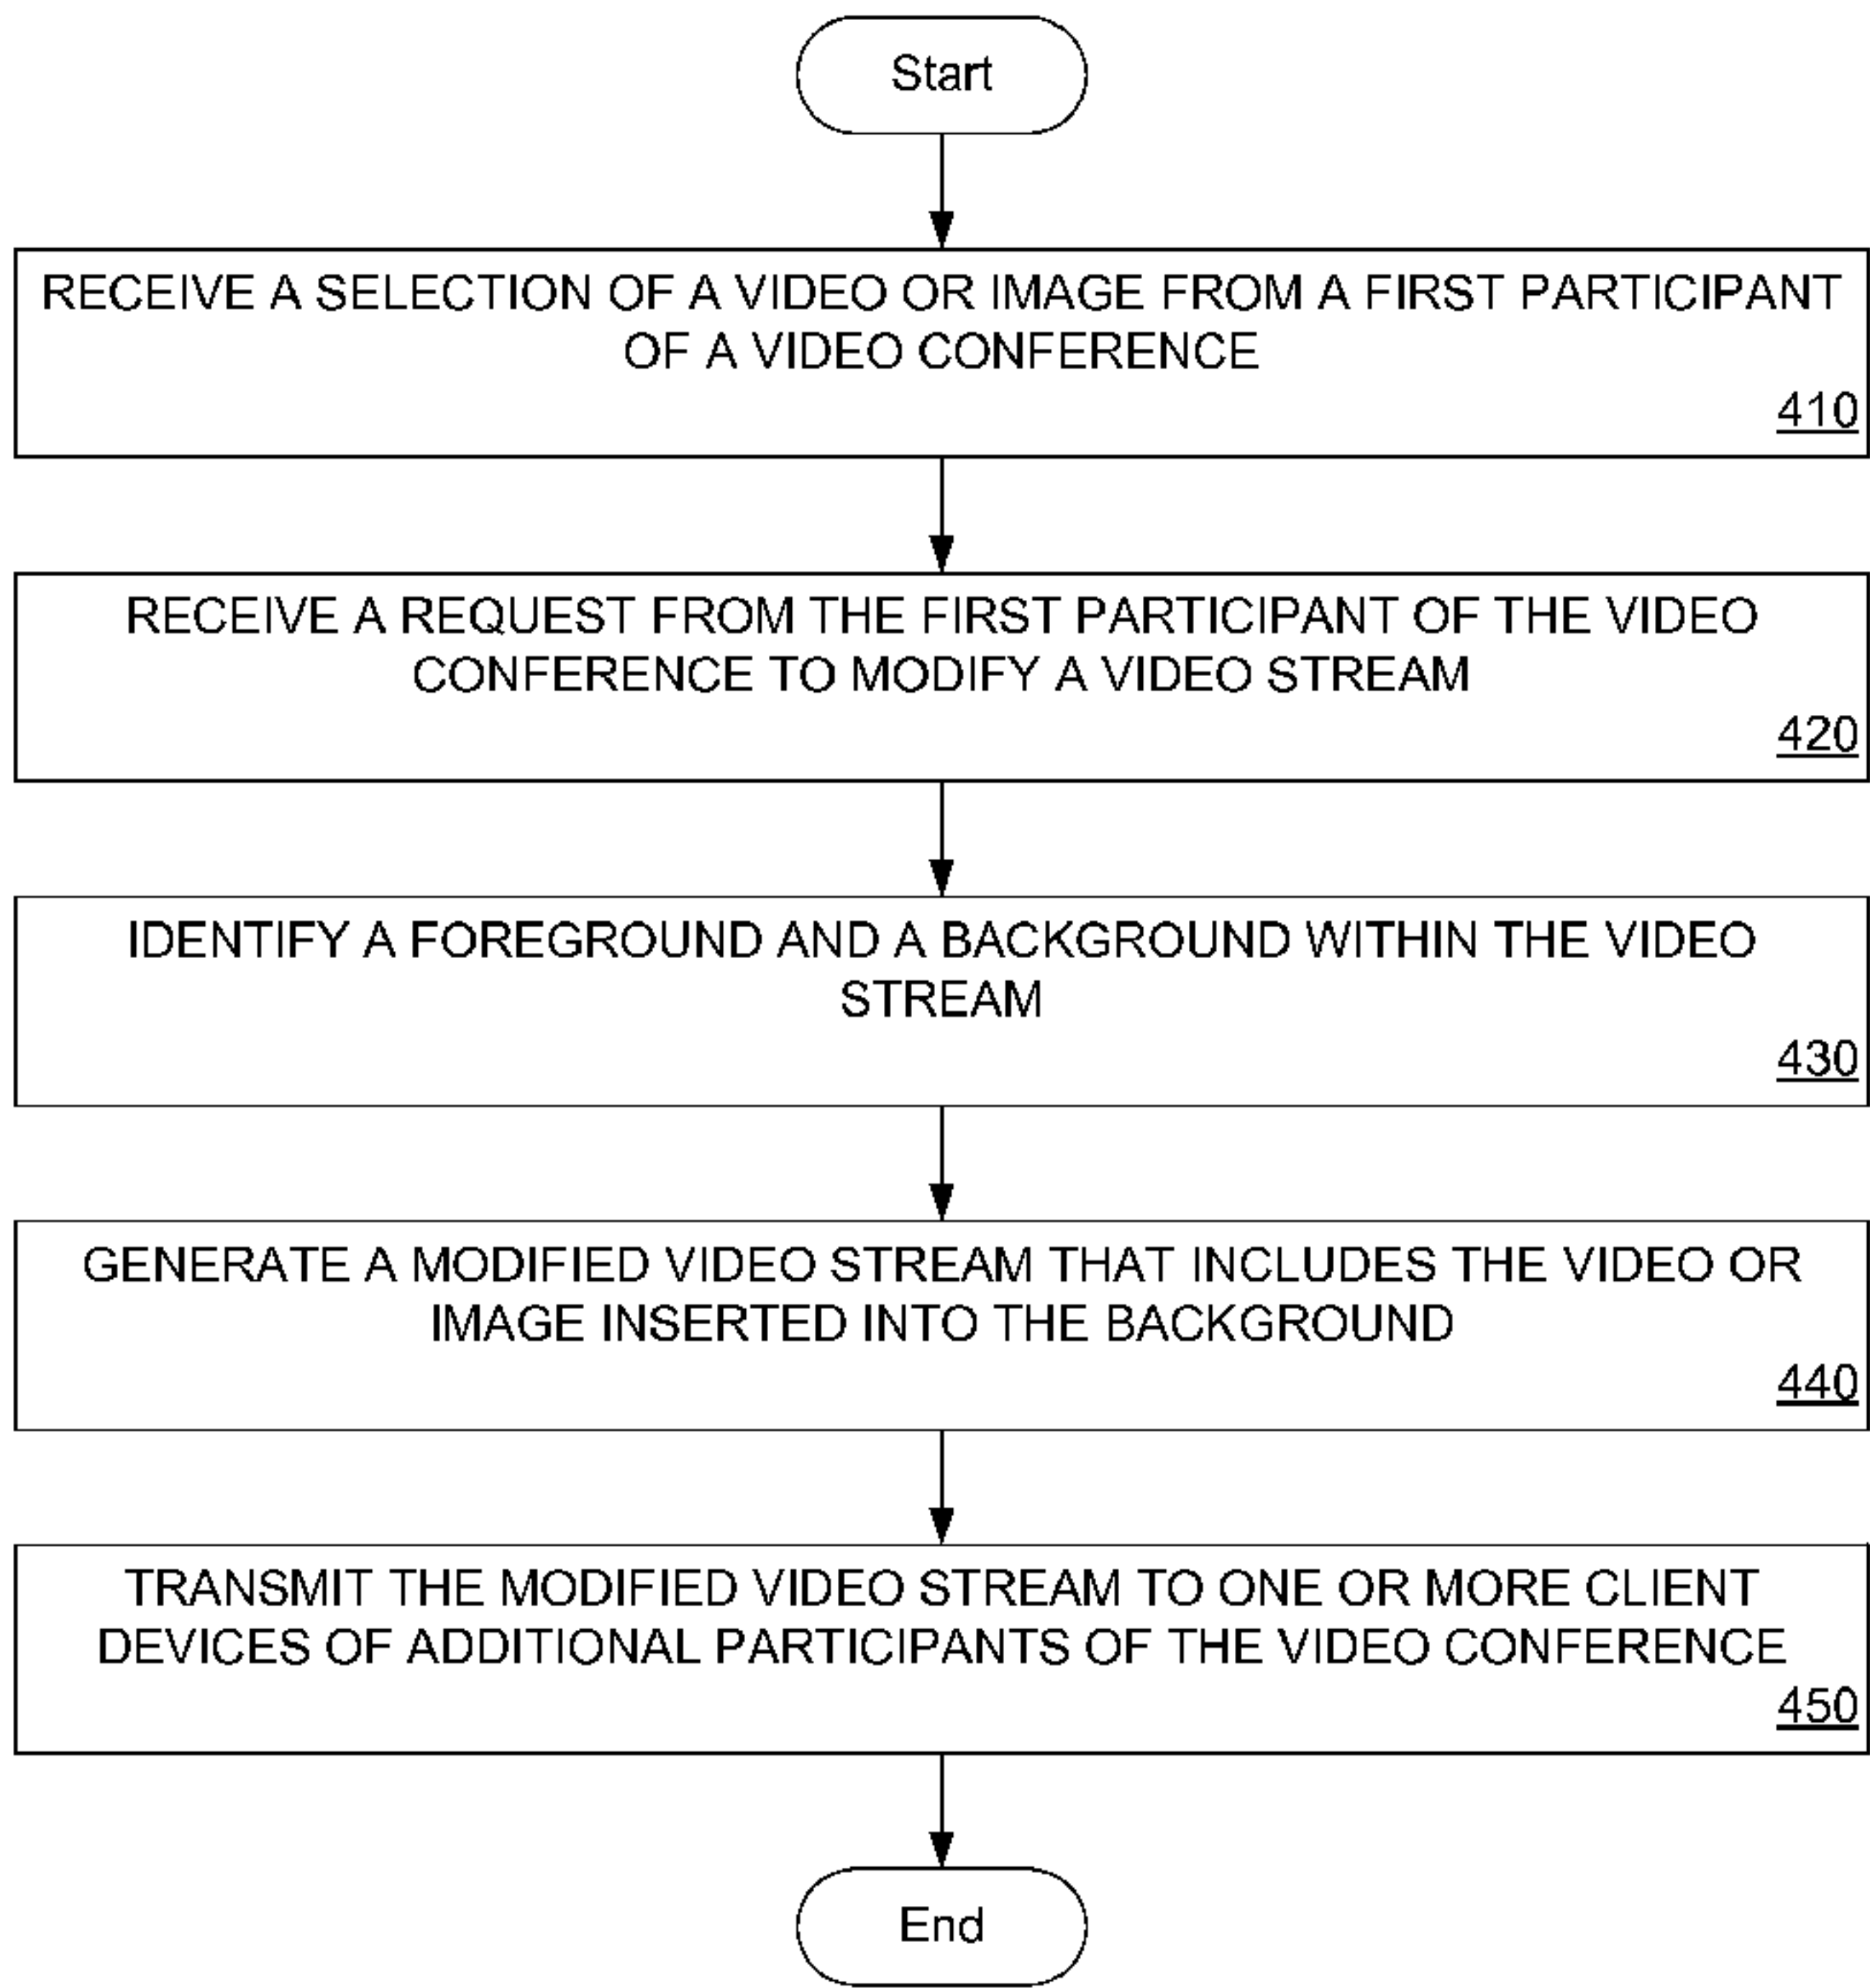 Start
RECEIVE A SELECTION OF A VIDEO OR IMAGE FROM A FIRST PARTICIPANT
OF A VIDEO CONFERENCE
410
RECEIVE A REQUEST FROM THE FIRST PARTICIPANT OF THE VIDEO
CONFERENCE TO MODIFY A VIDEO STREAM
420
IDENTIFY A FOREGROUND AND A BACKGROUND WITHIN THE VIDEO
STREAM
430
GENERATE A MODIFIED VIDEO STREAM THAT INCLUDES THE VIDEO OR
IMAGE INSERTED INTO THE BACKGROUND
440
TRANSMIT THE MODIFIED VIDEO STREAM TO ONE OR MORE CLIENT
DEVICES OF ADDITIONAL PARTICIPANTS OF THE VIDEO CONFERENCE
450
End